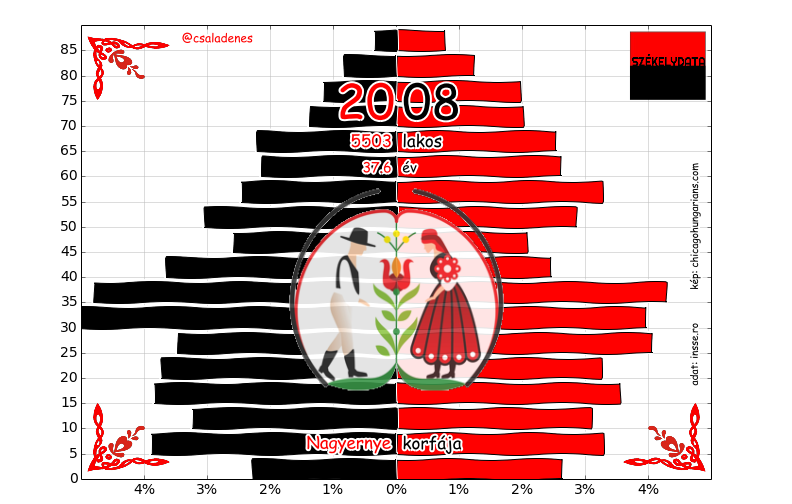 @csaladenes
SZÉKELYDATA
2008
5503 lakos
37.6 év
Nagyernye korfája
kép: chicagohungarians.com
adat: insse.ro
85
80
75
70
65
60
55
50
45
40
35
30
25
20
15
10
5
0
4% 3% 2% 1% 0% 1% 2% 3% 4%